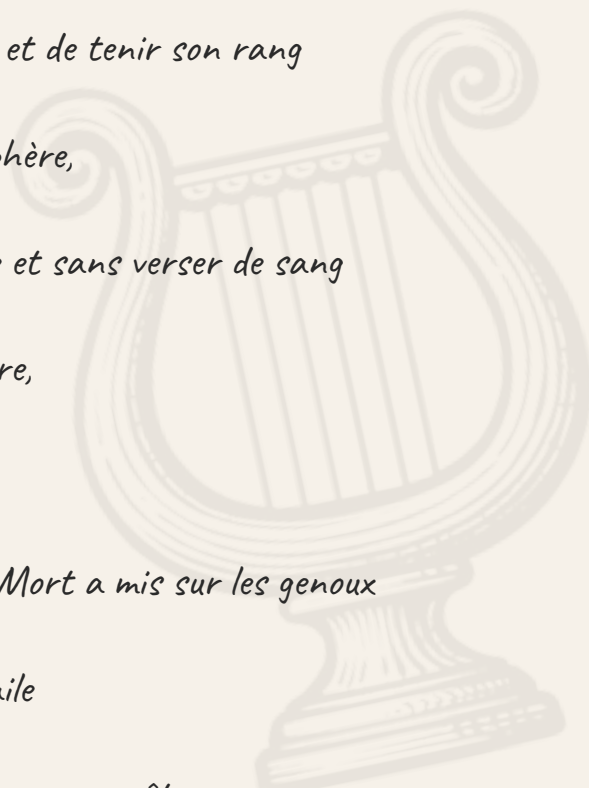 et de tenir son rang
hère,
et sans verser de sang
re,
Mort a mis sur les genoux
ile